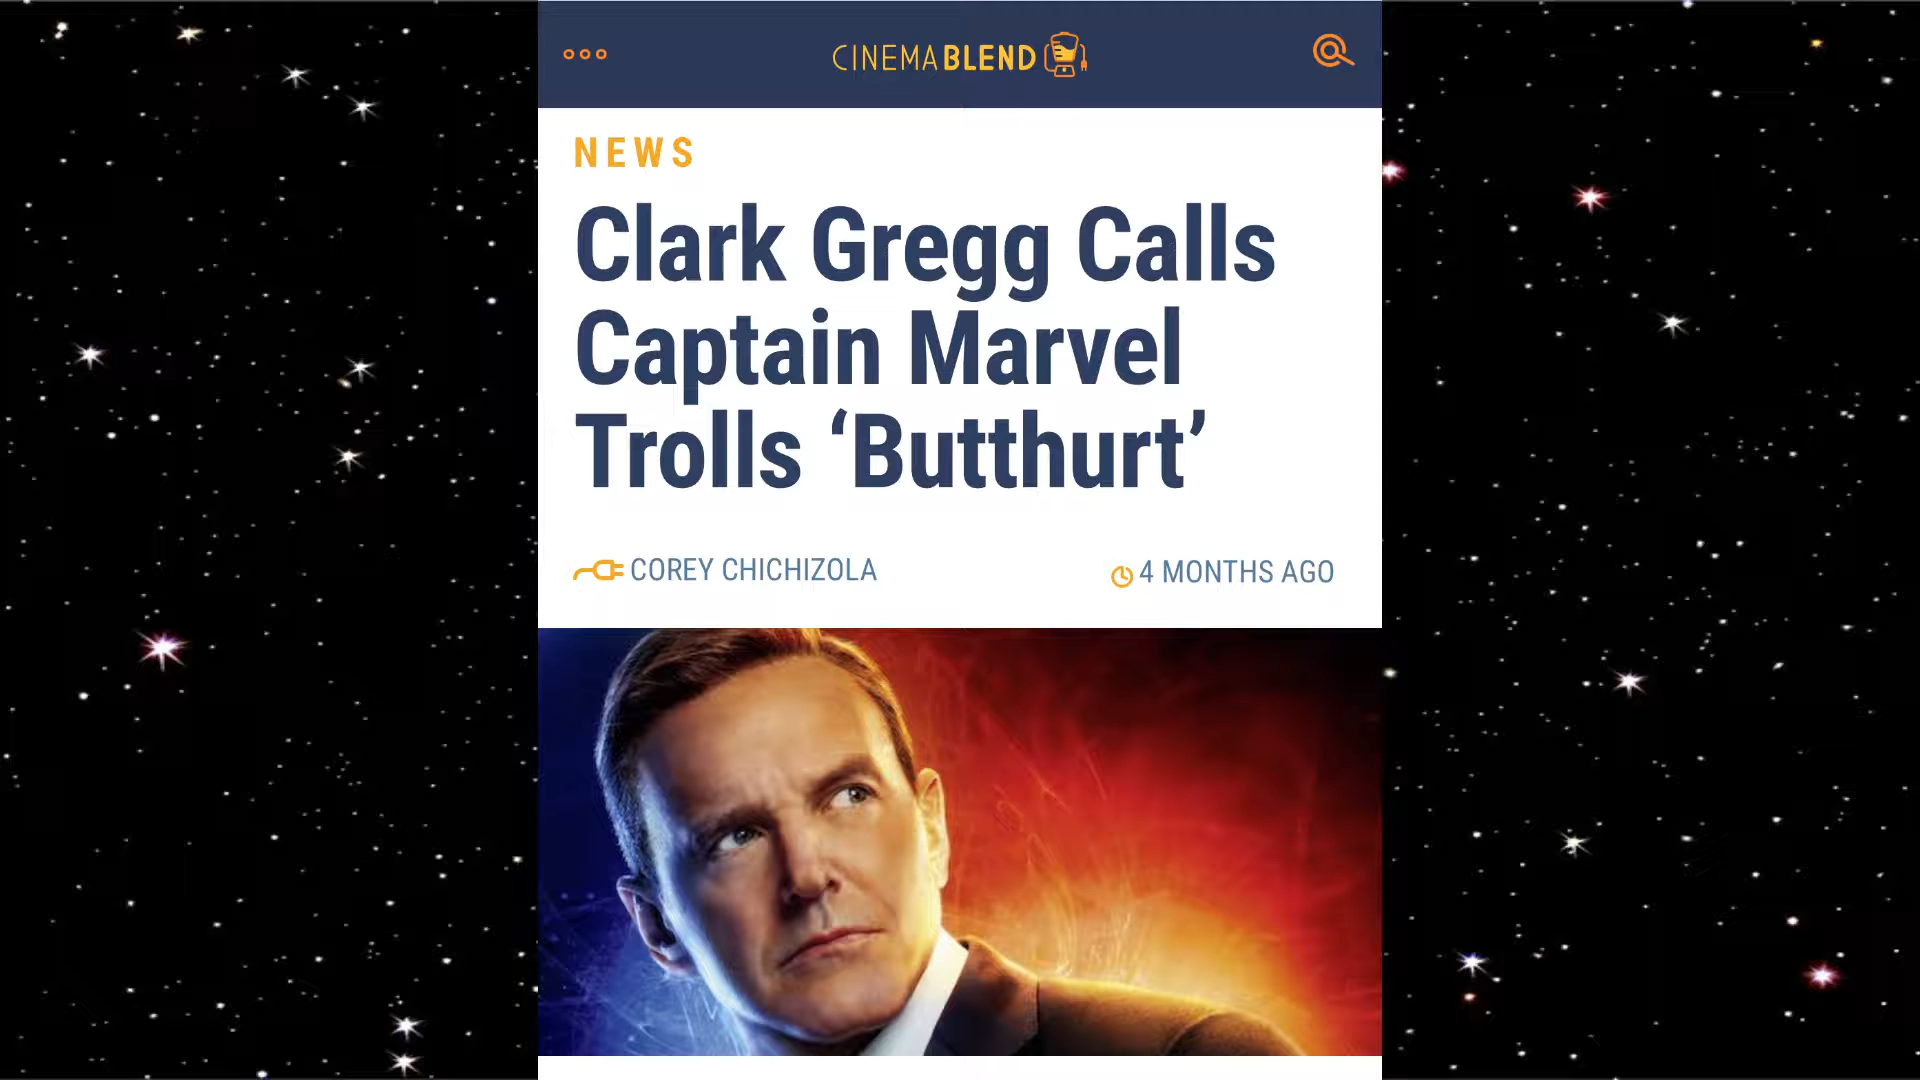 CINEMABLEND
NEWS
Clark Gregg Calls
Captain Marvel
Trolls ‘Butthurt’
COREY CHICHIZOLA
4 MONTHS AGO